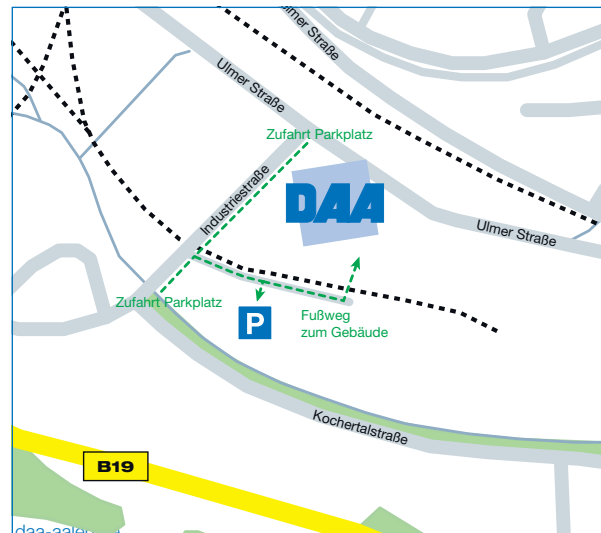 Ulmer Straße
Ulmer Straße
Zufahrt Parkplatz
Industriestraße
DAA
Ulmer Straße
Zufahrt Parkplatz
P
Fußweg
zum Gebäude
Kochertalstraße
B19